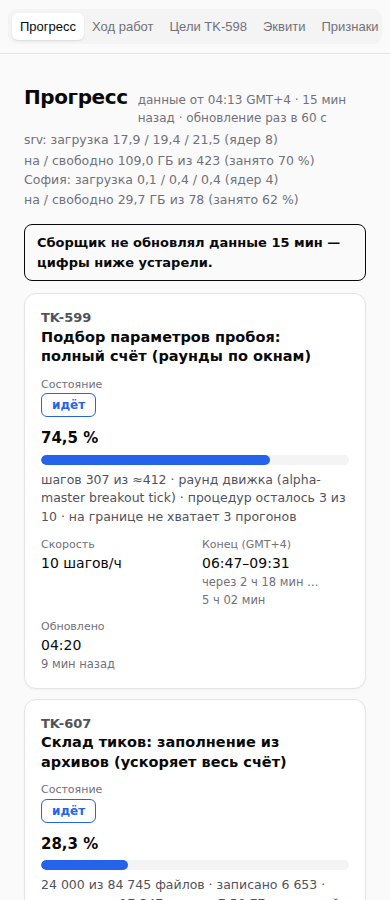 Прогресс Ход работ Цели TK-598 Эквити Признаки
Прогресс данные от 04:13 GMT+4 · 15 мин
назад · обновление раз в 60 с
srv: загрузка 17,9 / 19,4 / 21,5 (ядер 8)
на / свободно 109,0 ГБ из 423 (занято 70 %)
София: загрузка 0,1 / 0,4 / 0,4 (ядер 4)
на / свободно 29,7 ГБ из 78 (занято 62 %)
Сборщик не обновлял данные 15 мин —
цифры ниже устарели.
TK-599
Подбор параметров пробоя:
полный счёт (раунды по окнам)
Состояние
идёт
74,5 %
шагов 307 из ≈412 · раунд движка (alpha-
master breakout tick) · процедур осталось 3 из
10 · на границе не хватает 3 прогонов
Скорость
10 шагов/ч
Конец (GMT+4)
06:47–09:31
через 2 ч 18 мин …
5 ч 02 мин
Обновлено
04:20
9 мин назад
TK-607
Склад тиков: заполнение из
архивов (ускоряет весь счёт)
Состояние
идёт
28,3 %
24 000 из 84 745 файлов · записано 6 653 ·